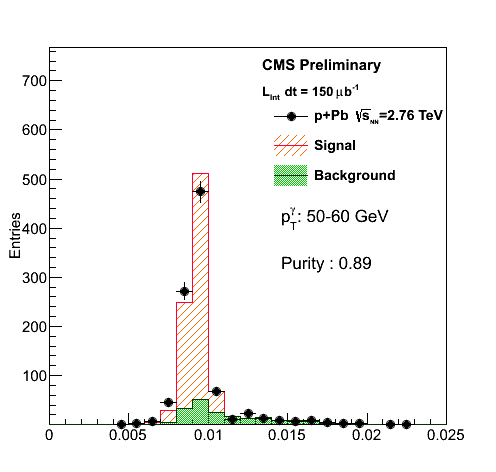 CMS Preliminary
L_Int dt = 150 μb⁻¹
p+Pb √s_NN=2.76 TeV
Signal
Background
p_T^γ: 50-60 GeV
Purity : 0.89
Entries
700
600
500
400
300
200
100
0 0.005 0.01 0.015 0.02 0.025